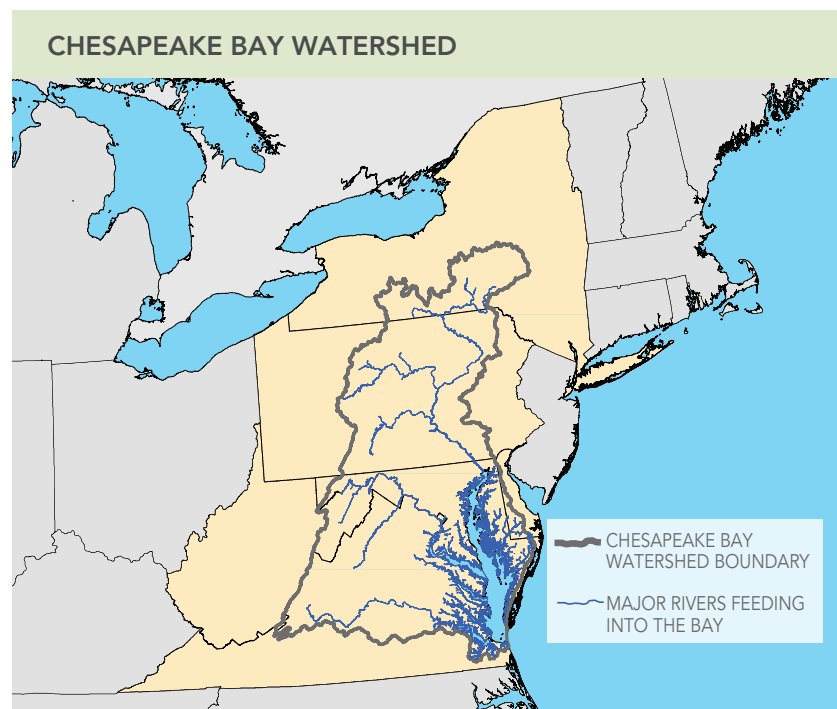 CHESAPEAKE BAY WATERSHED
CHESAPEAKE BAY
WATERSHED BOUNDARY
MAJOR RIVERS FEEDING
INTO THE BAY